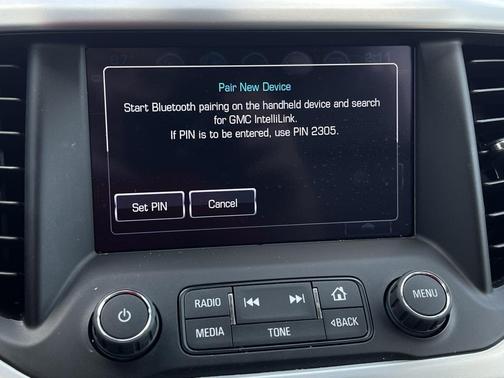 Pair New Device
Start Bluetooth pairing on the handheld device and search
for GMC IntelliLink.
If PIN is to be entered, use PIN 2305.
Set PIN
Cancel
RADIO
MEDIA
TONE
BACK
MENU